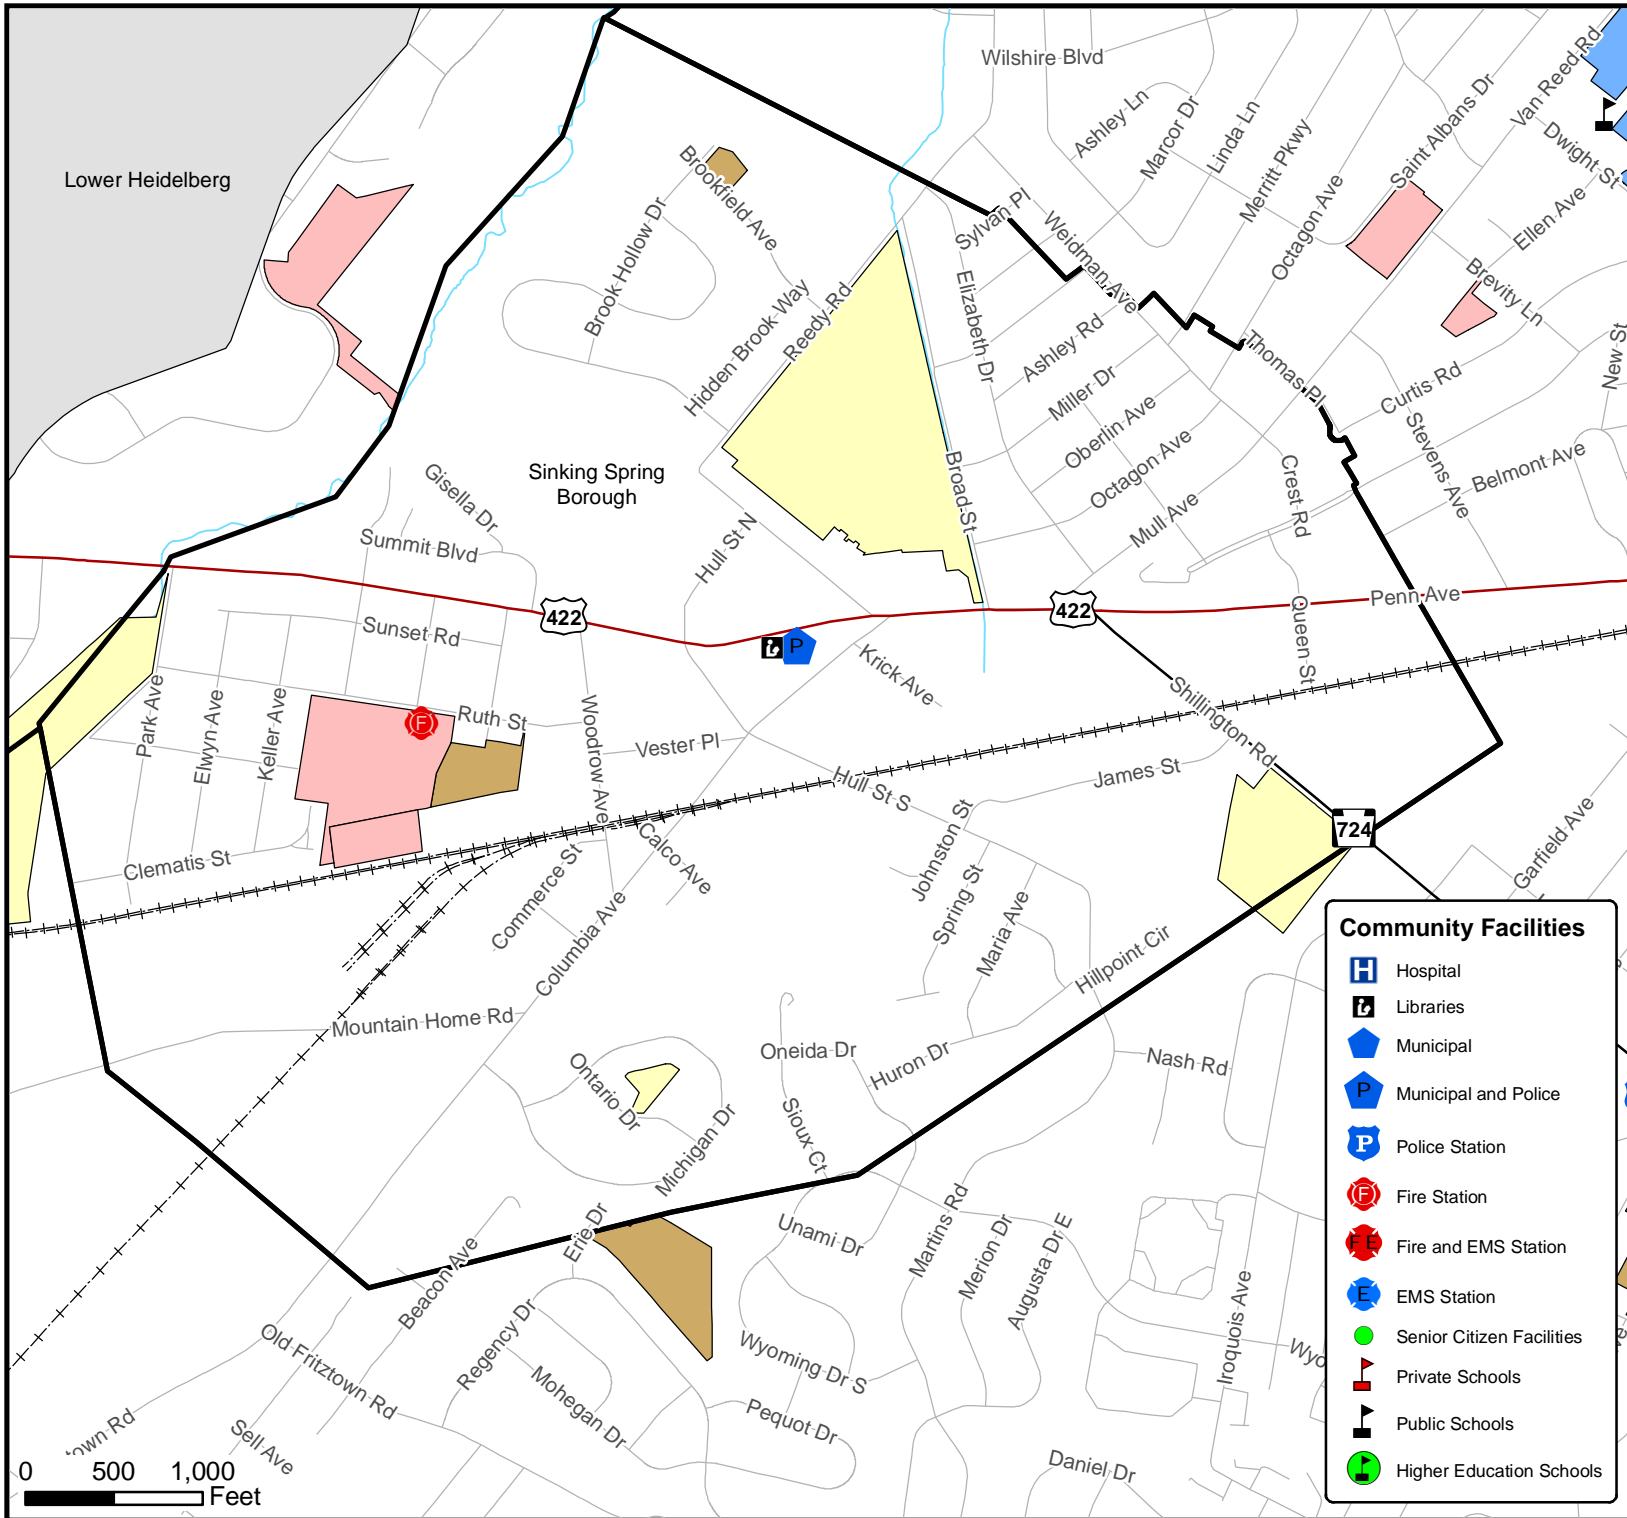 Wilshire Blvd
Van Reed Rd
Saint Albans Dr
Ashley Ln
Marcor Dr
Linda Ln
Merritt Pkwy
Dwight St
Lower Heidelberg
Brookfield Ave
Octagon Ave
Ellen Ave
Brook Hollow Dr
Sylvan Pl
Weidman Ave
Brevity Ln
Hidden Brook Way
Reedy Rd
Elizabeth Dr
Ashley Rd
Thomas Pl
New St
Miller Dr
Curtis Rd
Oberlin Ave
Stevens Ave
Gisella Dr
Sinking Spring
Borough
Broad St
Octagon Ave
Crest Rd
Belmont Ave
Summit Blvd
Hull St N
Mull Ave
422
422
Penn Ave
Sunset Rd
P
Queen St
Krick Ave
Park Ave
Elwyn Ave
Keller Ave
F
Ruth St
Woodrow Ave
Vester Pl
Shillington Rd
Hull St S
James St
724
Johnston St
Calco Ave
Clematis St
Commerce St
Spring St
Garfield Ave
Columbia Ave
Maria Ave
Hillpoint Cir
Mountain Home Rd
Oneida Dr
Huron Dr
Nash Rd
Ontario Dr
Sioux Ct
Michigan Dr
Erie Dr
Unami Dr
Martins Rd
Merion Dr
Augusta Dr E
Beacon Ave
Iroquois Ave
Old Fritztown Rd
Regency Dr
Wyoming Dr S
Wyo
Mohegan Dr
Pequot Dr
town Rd
Sell Ave
Daniel Dr
0 500 1,000
Feet
Community Facilities
H Hospital
Libraries
Municipal
P Municipal and Police
P Police Station
F Fire Station
F E Fire and EMS Station
E EMS Station
Senior Citizen Facilities
Private Schools
Public Schools
Higher Education Schools